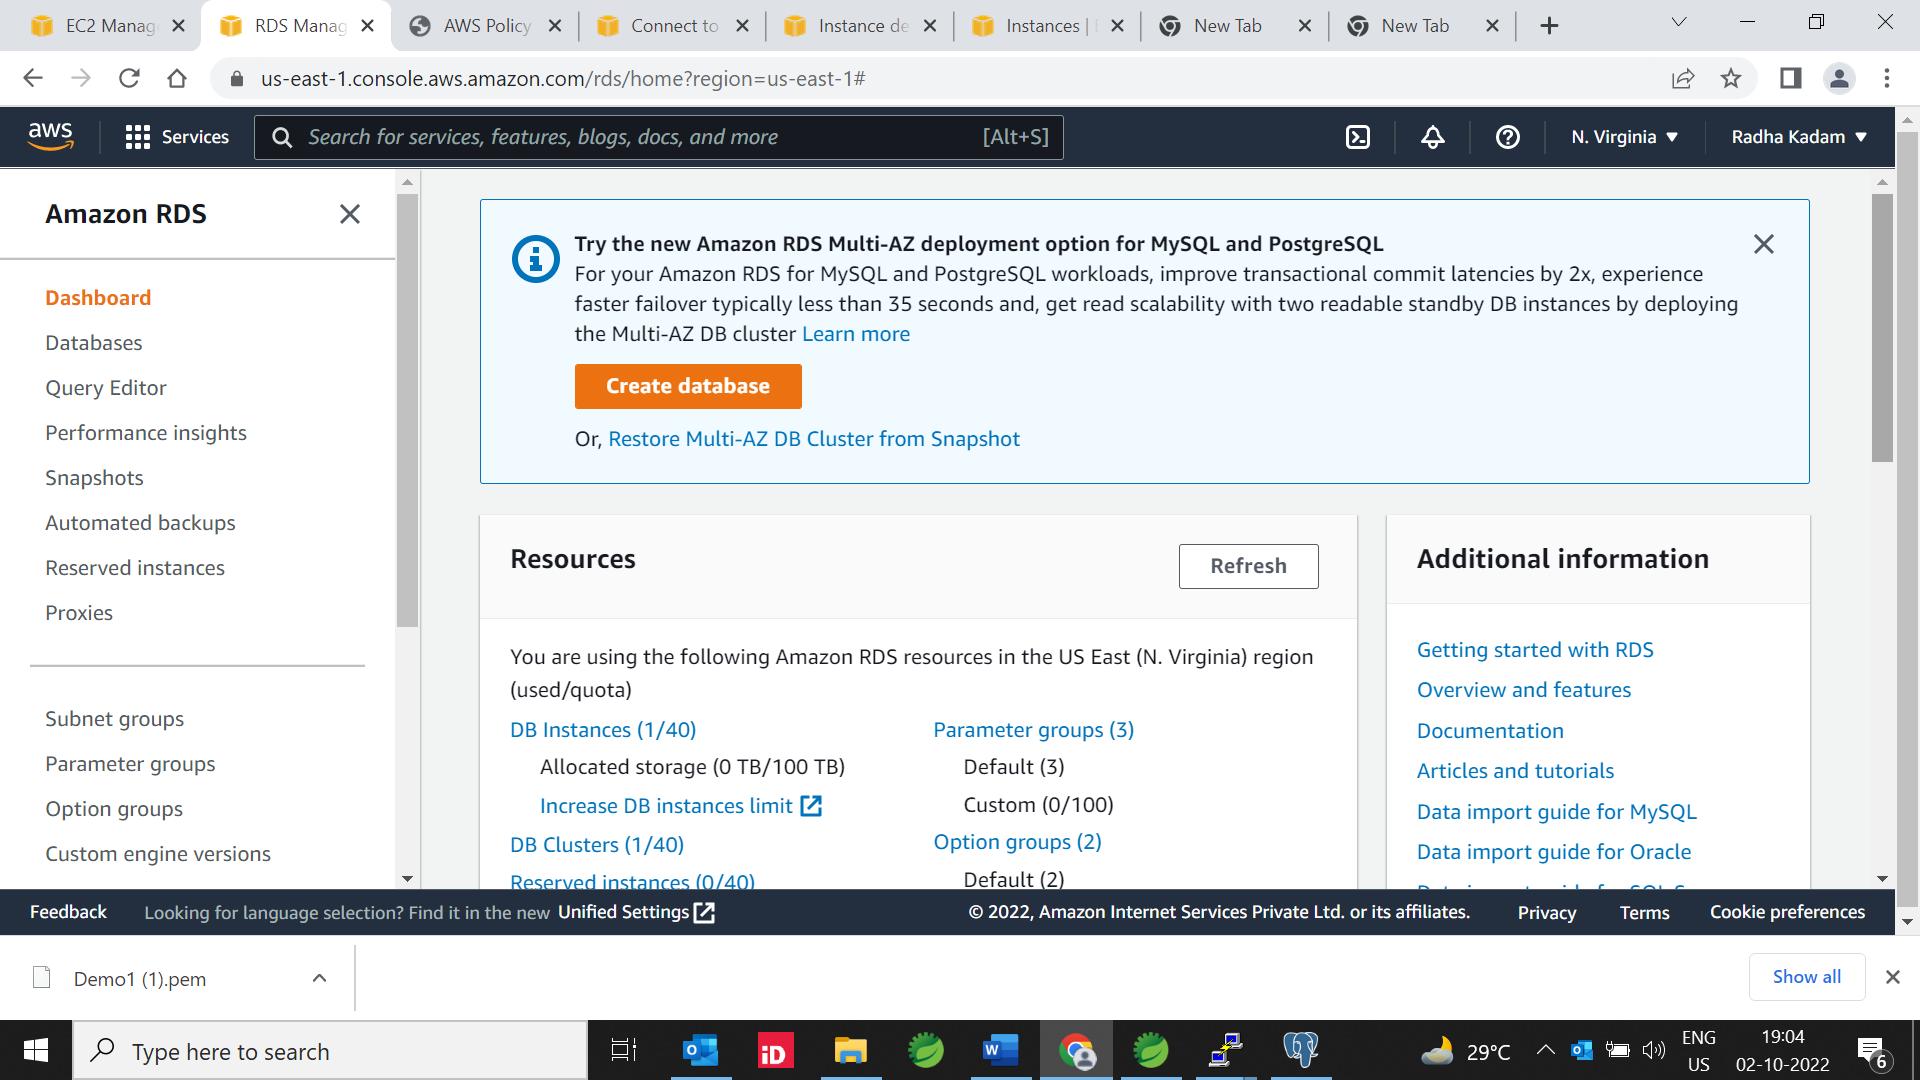 EC2 Manag
RDS Manag
AWS Policy
Connect to
Instance de
Instances |
New Tab
New Tab
us-east-1.console.aws.amazon.com/rds/home?region=us-east-1#
aws
Services
Search for services, features, blogs, docs, and more
[Alt+S]
N. Virginia
Radha Kadam
Amazon RDS
Dashboard
Databases
Query Editor
Performance insights
Snapshots
Automated backups
Reserved instances
Proxies
Subnet groups
Parameter groups
Option groups
Custom engine versions
Try the new Amazon RDS Multi-AZ deployment option for MySQL and PostgreSQL
For your Amazon RDS for MySQL and PostgreSQL workloads, improve transactional commit latencies by 2x, experience
faster failover typically less than 35 seconds and, get read scalability with two readable standby DB instances by deploying
the Multi-AZ DB cluster Learn more
Create database
Or, Restore Multi-AZ DB Cluster from Snapshot
Resources
Refresh
You are using the following Amazon RDS resources in the US East (N. Virginia) region
(used/quota)
DB Instances (1/40)
Allocated storage (0 TB/100 TB)
Increase DB instances limit
DB Clusters (1/40)
Reserved instances (0/40)
Parameter groups (3)
Default (3)
Custom (0/100)
Option groups (2)
Default (2)
Additional information
Getting started with RDS
Overview and features
Documentation
Articles and tutorials
Data import guide for MySQL
Data import guide for Oracle
Feedback
Looking for language selection? Find it in the new Unified Settings
© 2022, Amazon Internet Services Private Ltd. or its affiliates.
Privacy
Terms
Cookie preferences
Demo1 (1).pem
Show all
Type here to search
29°C
ENG
US
19:04
02-10-2022
6